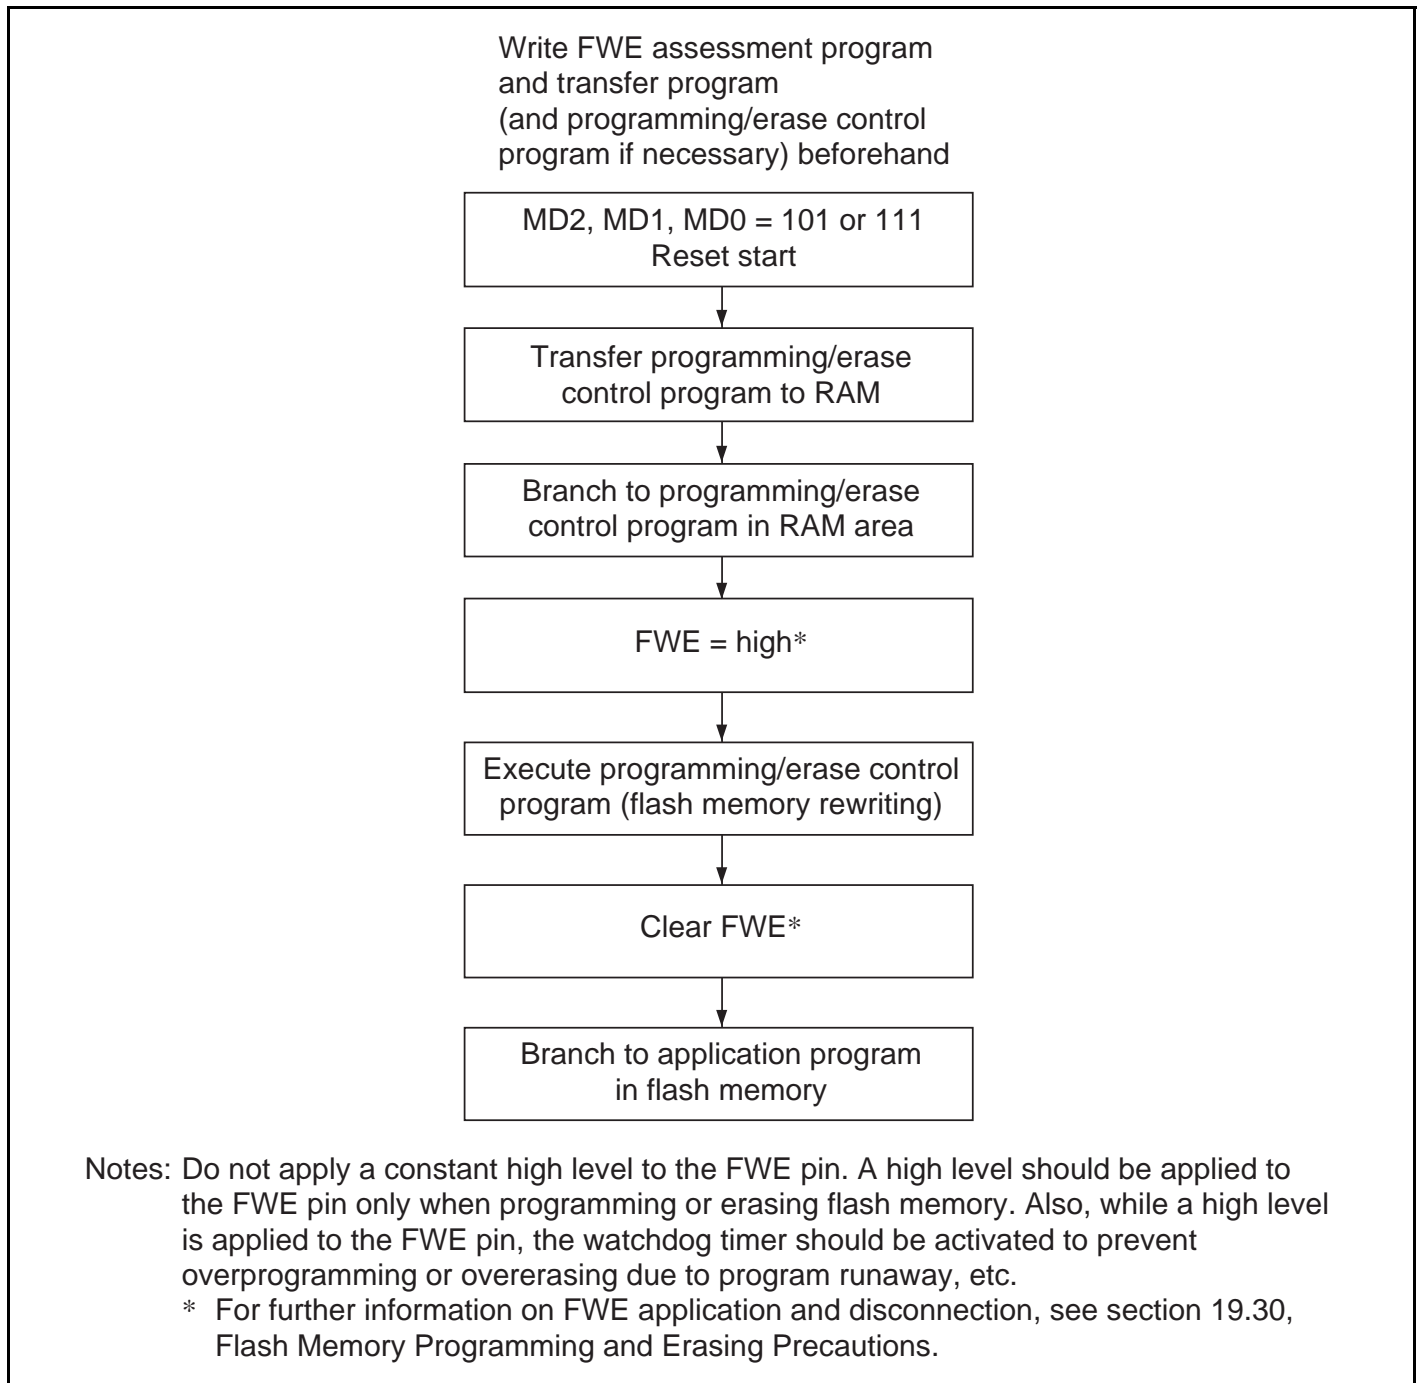 Write FWE assessment program
and transfer program
(and programming/erase control
program if necessary) beforehand
MD2, MD1, MD0 = 101 or 111
Reset start
Transfer programming/erase
control program to RAM
Branch to programming/erase
control program in RAM area
FWE = high*
Execute programming/erase control
program (flash memory rewriting)
Clear FWE*
Branch to application program
in flash memory
Notes: Do not apply a constant high level to the FWE pin. A high level should be applied to
the FWE pin only when programming or erasing flash memory. Also, while a high level
is applied to the FWE pin, the watchdog timer should be activated to prevent
overprogramming or overerasing due to program runaway, etc.
* For further information on FWE application and disconnection, see section 19.30,
Flash Memory Programming and Erasing Precautions.